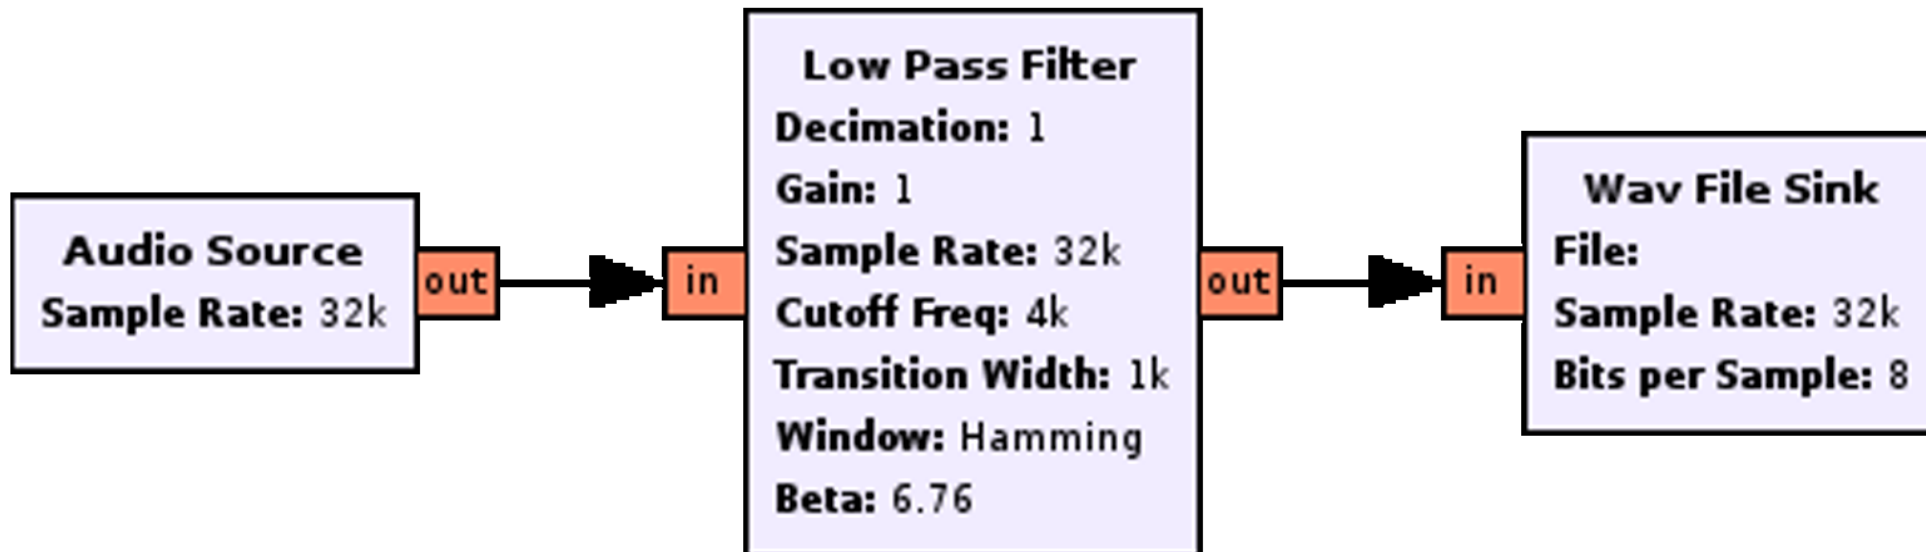 Audio Source
Sample Rate: 32k
out
in
Low Pass Filter
Decimation: 1
Gain: 1
Sample Rate: 32k
Cutoff Freq: 4k
Transition Width: 1k
Window: Hamming
Beta: 6.76
out
in
Wav File Sink
File:
Sample Rate: 32k
Bits per Sample: 8